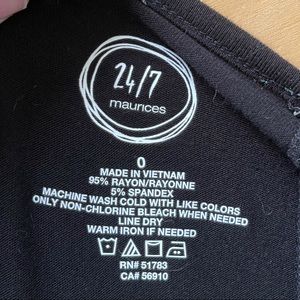 24/7
maurices
0
MADE IN VIETNAM
95% RAYON/RAYONNE
5% SPANDEX
MACHINE WASH COLD WITH LIKE COLORS
ONLY NON-CHLORINE BLEACH WHEN NEEDED
LINE DRY
WARM IRON IF NEEDED
RN# 51783
CA# 56910